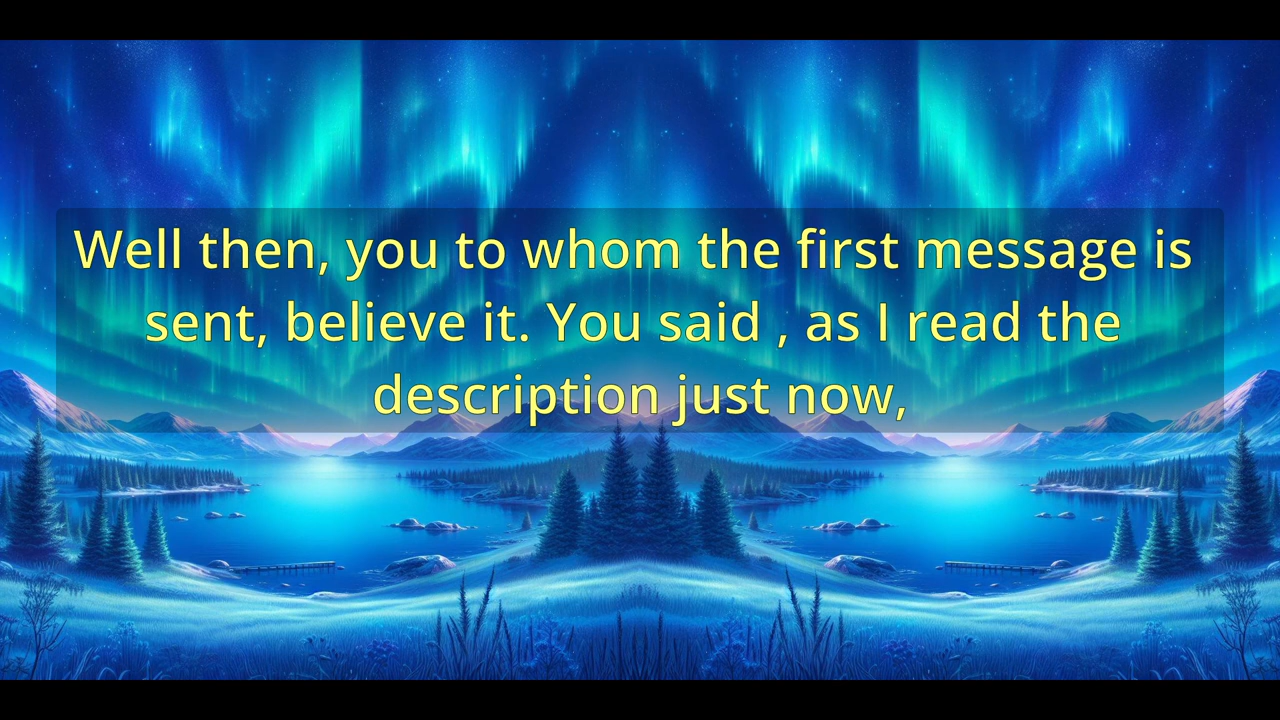 Well then, you to whom the first message is
sent, believe it. You said , as I read the
description just now,